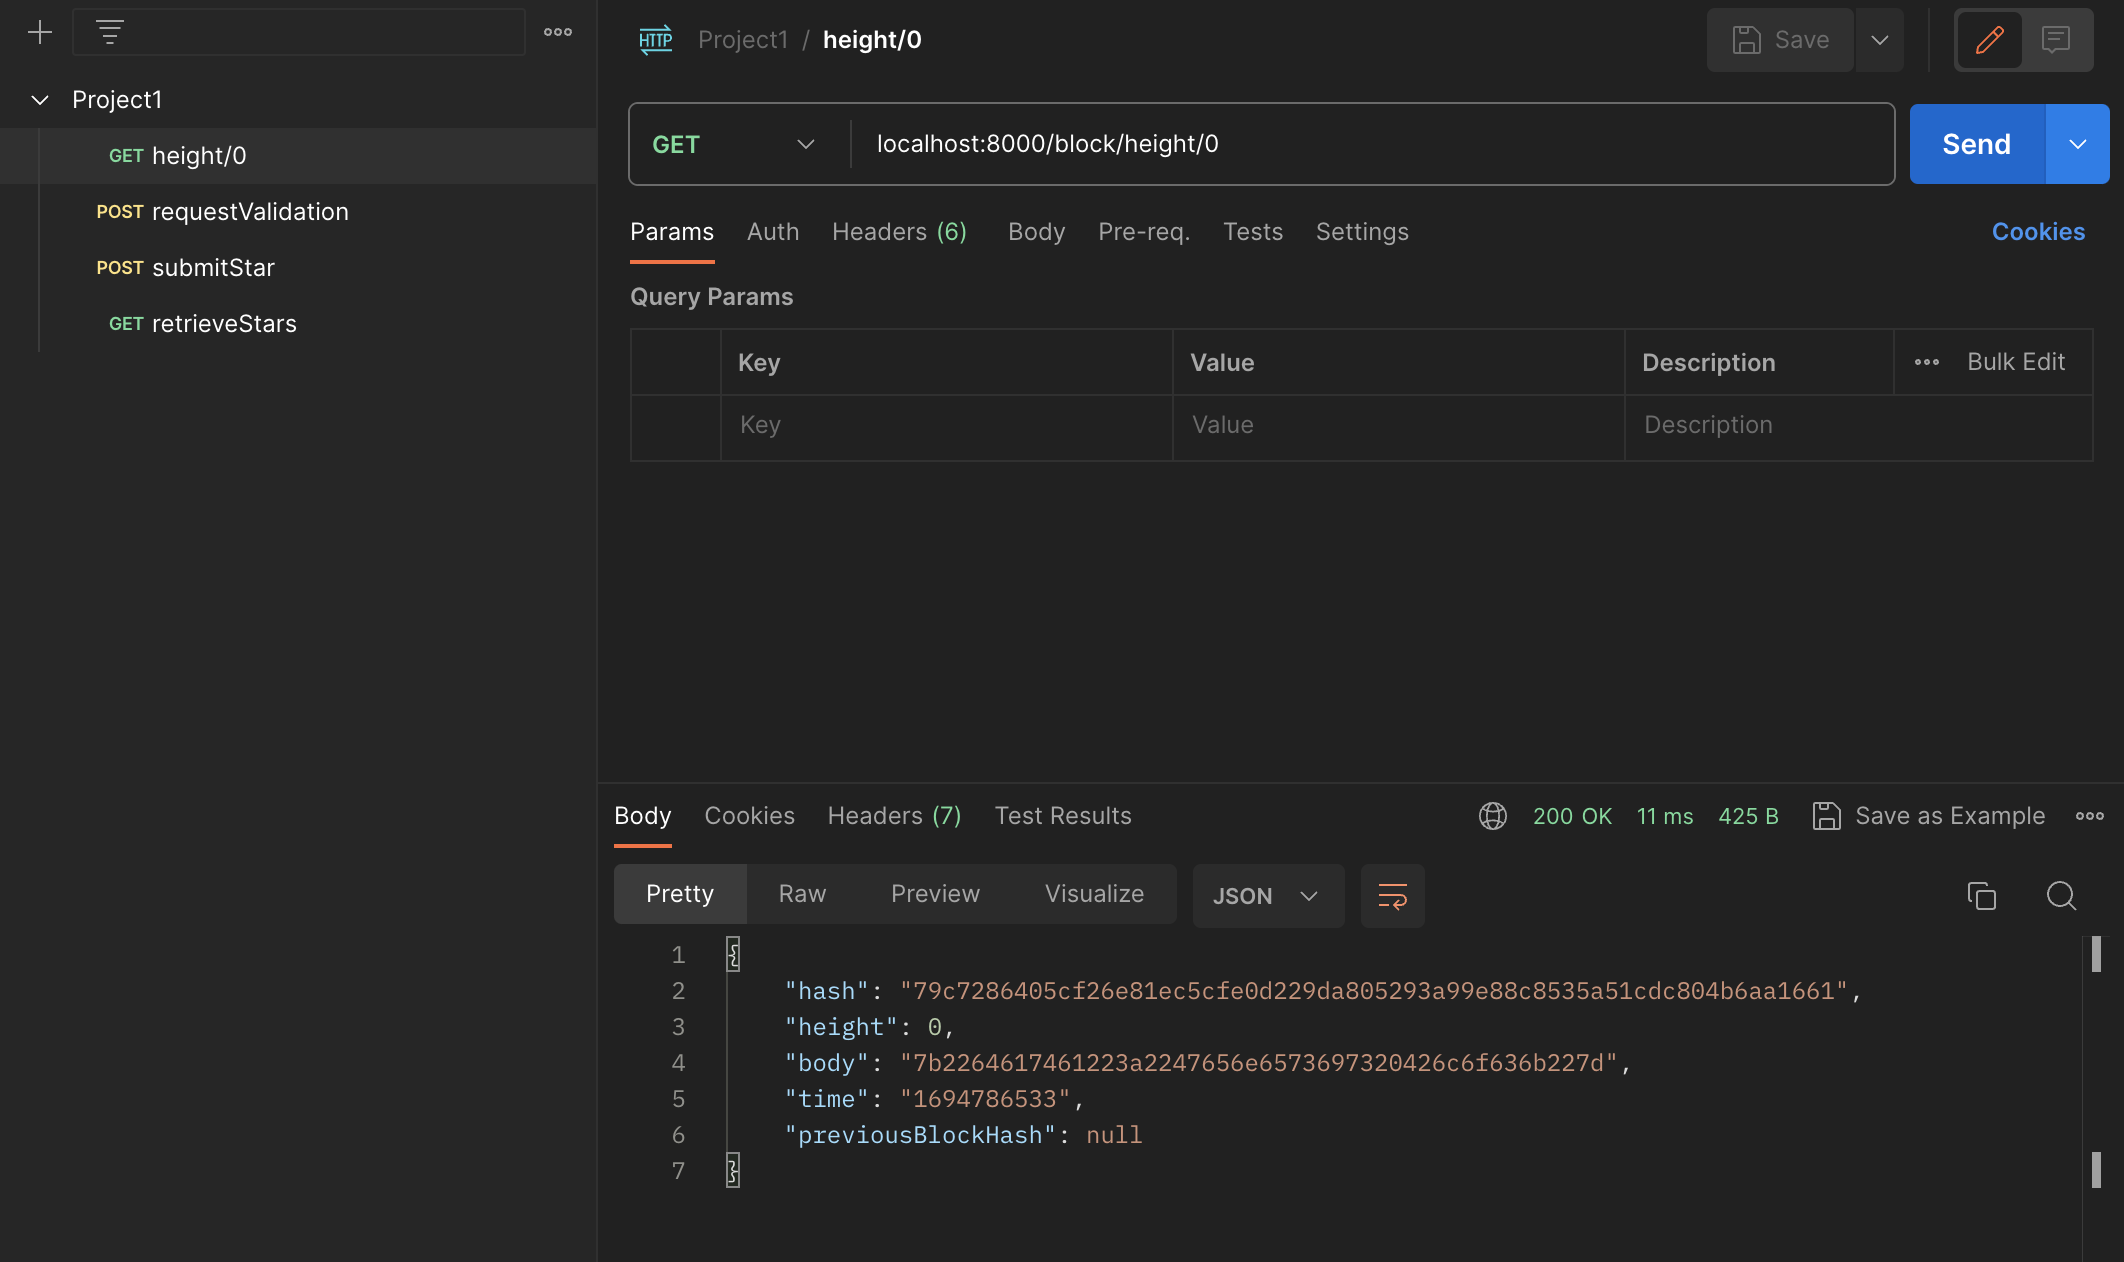 Project1
GET height/0
POST requestValidation
POST submitStar
GET retrieveStars
HTTP Project1 / height/0
Save
GET localhost:8000/block/height/0
Send
Params Auth Headers (6) Body Pre-req. Tests Settings Cookies
Query Params
Key Value Description Bulk Edit
Key Value Description
Body Cookies Headers (7) Test Results 200 OK 11 ms 425 B Save as Example
Pretty Raw Preview Visualize JSON
1 {
2 "hash": "79c7286405cf26e81ec5cfe0d229da805293a99e88c8535a51cdc804b6aa1661",
3 "height": 0,
4 "body": "7b2264617461223a2247656e6573697320426c6f636b227d",
5 "time": "1694786533",
6 "previousBlockHash": null
7 }